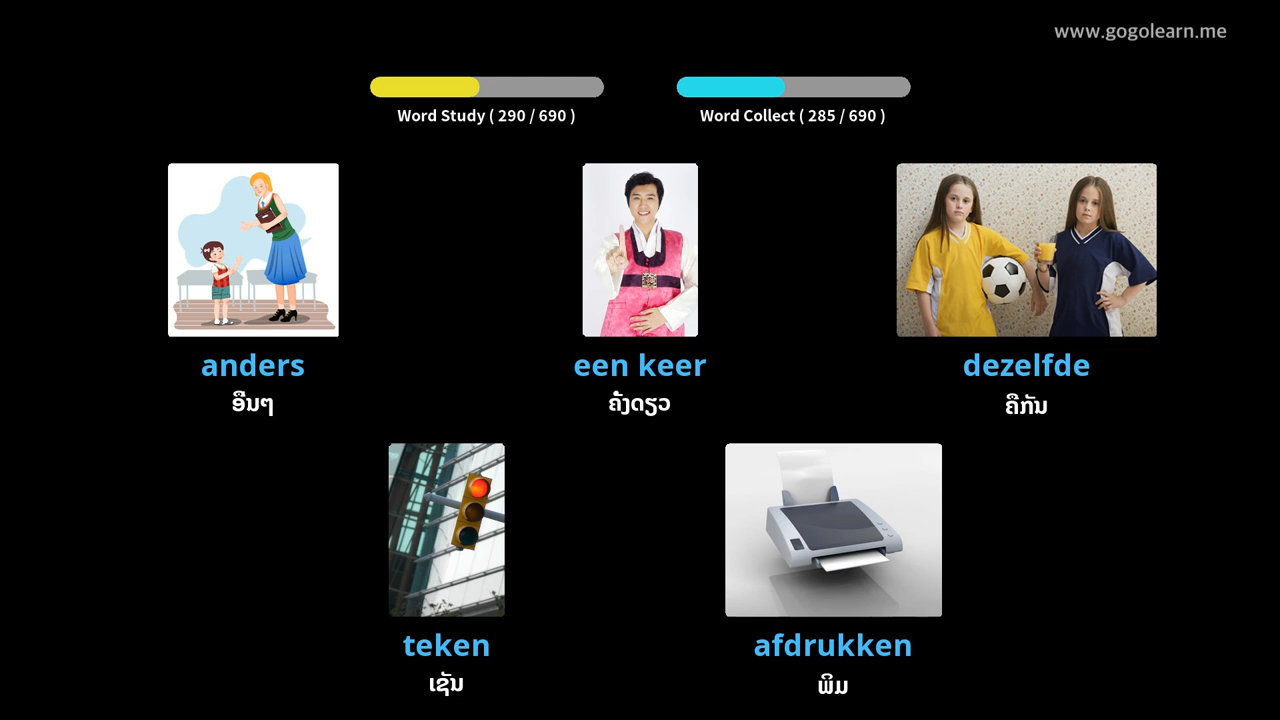 www.gogolearn.me
Word Study ( 290 / 690 )
Word Collect ( 285 / 690 )
anders
ອື່ນໆ
een keer
ຄັ້ງດຽວ
dezelfde
ຄືກັນ
teken
ເຊັນ
afdrukken
ພິມ